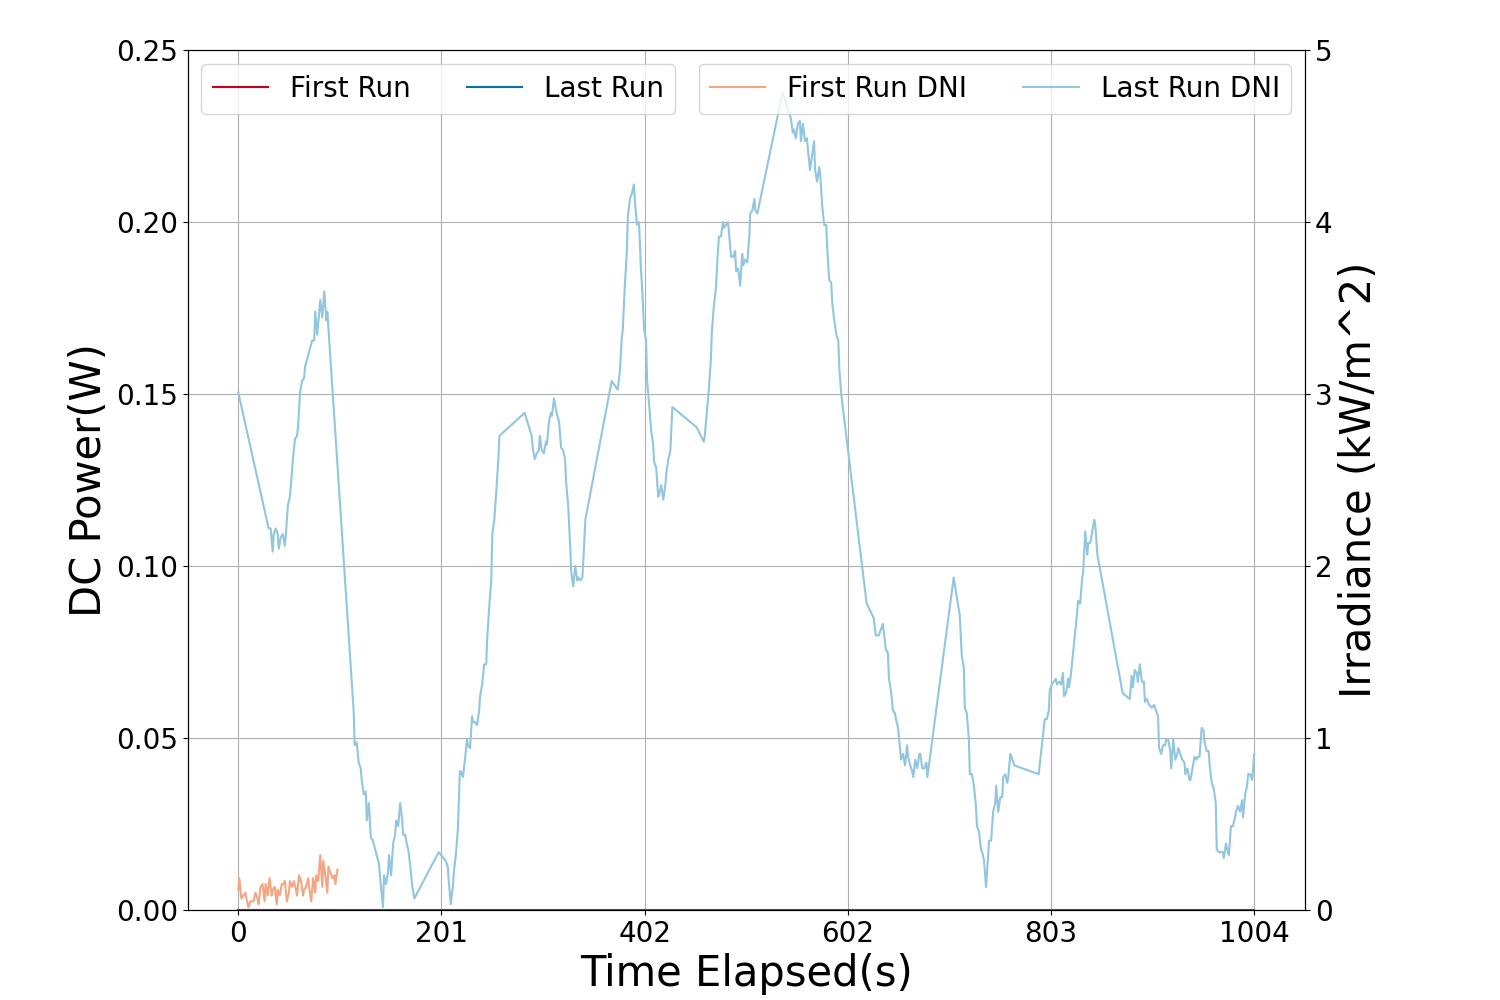 First Run
Last Run
First Run DNI
Last Run DNI
0.25
0.20
0.15
0.10
0.05
0.00
DC Power(W)
5
4
3
2
1
0
Irradiance (kW/m^2)
0
201
402
602
803
1004
Time Elapsed(s)